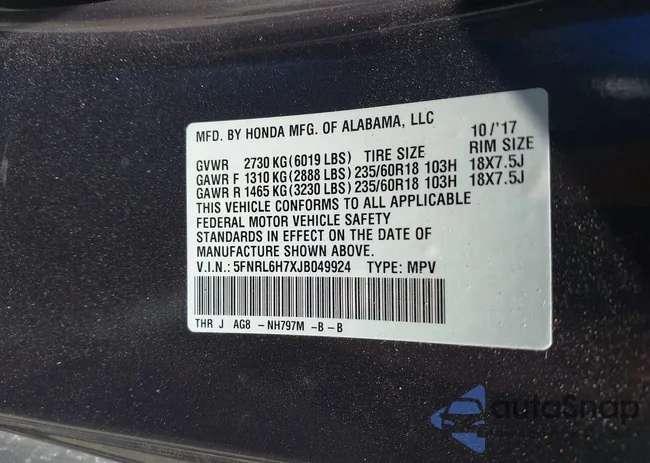 MFD. BY HONDA MFG. OF ALABAMA, LLC 10/'17
GVWR 2730 KG(6019 LBS) TIRE SIZE RIM SIZE
GAWR F 1310 KG(2888 LBS)235/60R18 103H 18X7.5J
GAWR R 1465 KG(3230 LBS)235/60R18 103H 18X7.5J
THIS VEHICLE CONFORMS TO ALL APPLICABLE
FEDERAL MOTOR VEHICLE SAFETY
STANDARDS IN EFFECT ON THE DATE OF
MANUFACTURE SHOWN ABOVE.
V.I.N.: 5FNRL6H7XJB049924 TYPE: MPV
THR J AG8 -NH797M -B-B
autoSnap